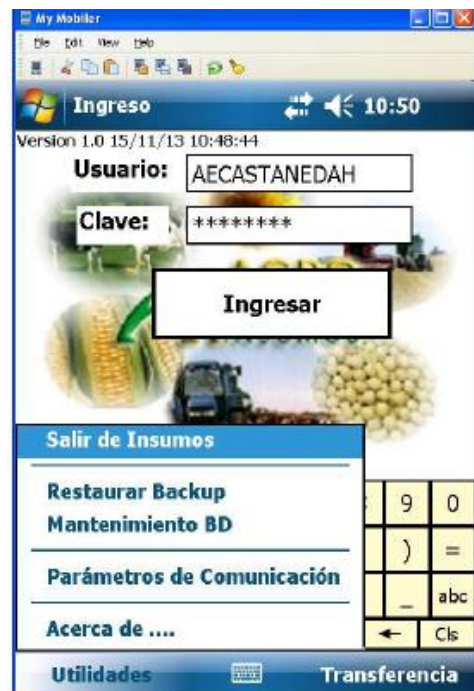 My Mobiler
File Edit View Help
Ingreso 10:50
Version 1.0 15/11/13 10:48:44
Usuario: AECASTANEDAH
Clave: ********
Ingresar
Salir de Insumos
Restaurar Backup
Mantenimiento BD
Parámetros de Comunicación
Acerca de ....
9 0
) =
_ abc
← Cls
Utilidades Transferencia